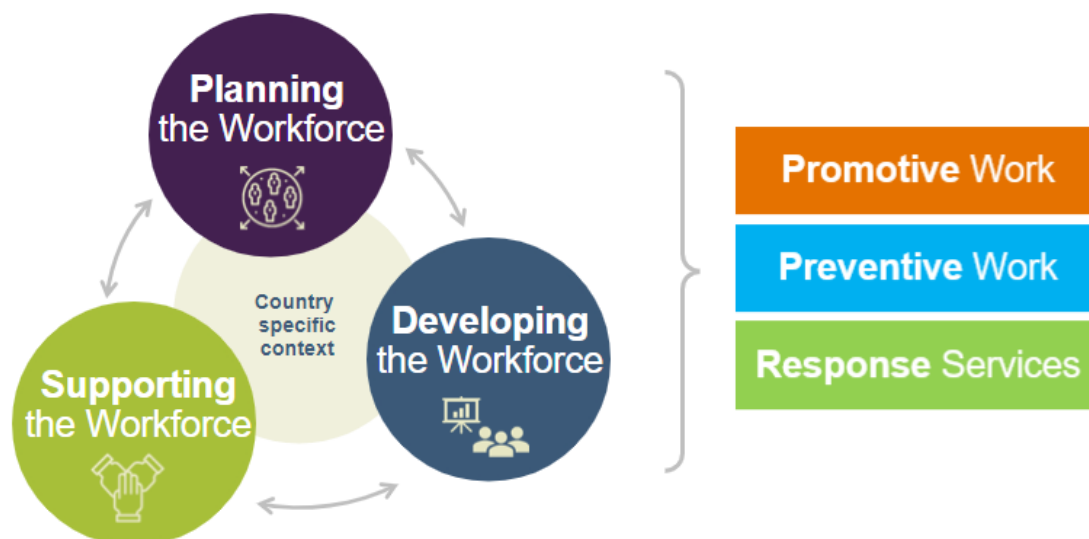 Planning
the Workforce
Country
specific
context
Developing
the Workforce
Supporting
the Workforce
Promotive Work
Preventive Work
Response Services